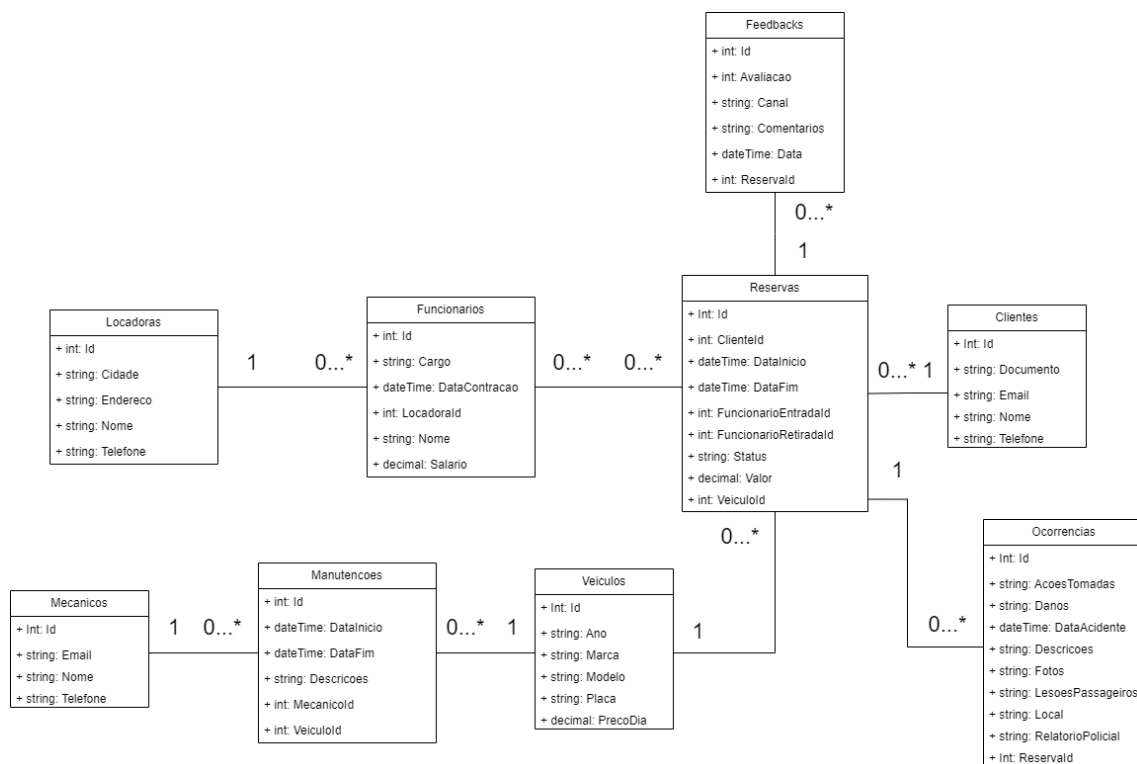 Feedbacks
+ int: Id
+ int: Avaliacao
+ string: Canal
+ string: Comentarios
+ dateTime: Data
+ int: ReservaId
0...*
1
Reservas
+ Int: Id
+ int: ClienteId
+ dateTime: DataInicio
+ dateTime: DataFim
+ int: FuncionarioEntradaId
+ int: FuncionarioRetiradaId
+ string: Status
+ decimal: Valor
+ int: VeiculoId
Locadoras
+ int: Id
+ string: Cidade
+ string: Endereco
+ string: Nome
+ string: Telefone
1
0...*
Funcionarios
+ int: Id
+ string: Cargo
+ dateTime: DataContracao
+ int: LocadoraId
+ string: Nome
+ decimal: Salario
0...*
0...*
0...*
1
Clientes
+ Int: Id
+ string: Documento
+ string: Email
+ string: Nome
+ string: Telefone
1
0...*
Ocorrencias
+ Int: Id
+ string: AcoesTomadas
+ string: Danos
+ dateTime: DataAcidente
+ string: Descricoes
+ string: Fotos
+ string: LesoesPassageiros
+ string: Local
+ string: RelatorioPolicial
+ Int: ReservaId
Mecanicos
+ Int: Id
+ string: Email
+ string: Nome
+ string: Telefone
1
0...*
Manutencoes
+ int: Id
+ dateTime: DataInicio
+ dateTime: DataFim
+ string: Descricoes
+ int: MecanicoId
+ int: VeiculoId
0...*
1
Veiculos
+ Int: Id
+ string: Ano
+ string: Marca
+ string: Modelo
+ string: Placa
+ decimal: PrecoDia
1
0...*